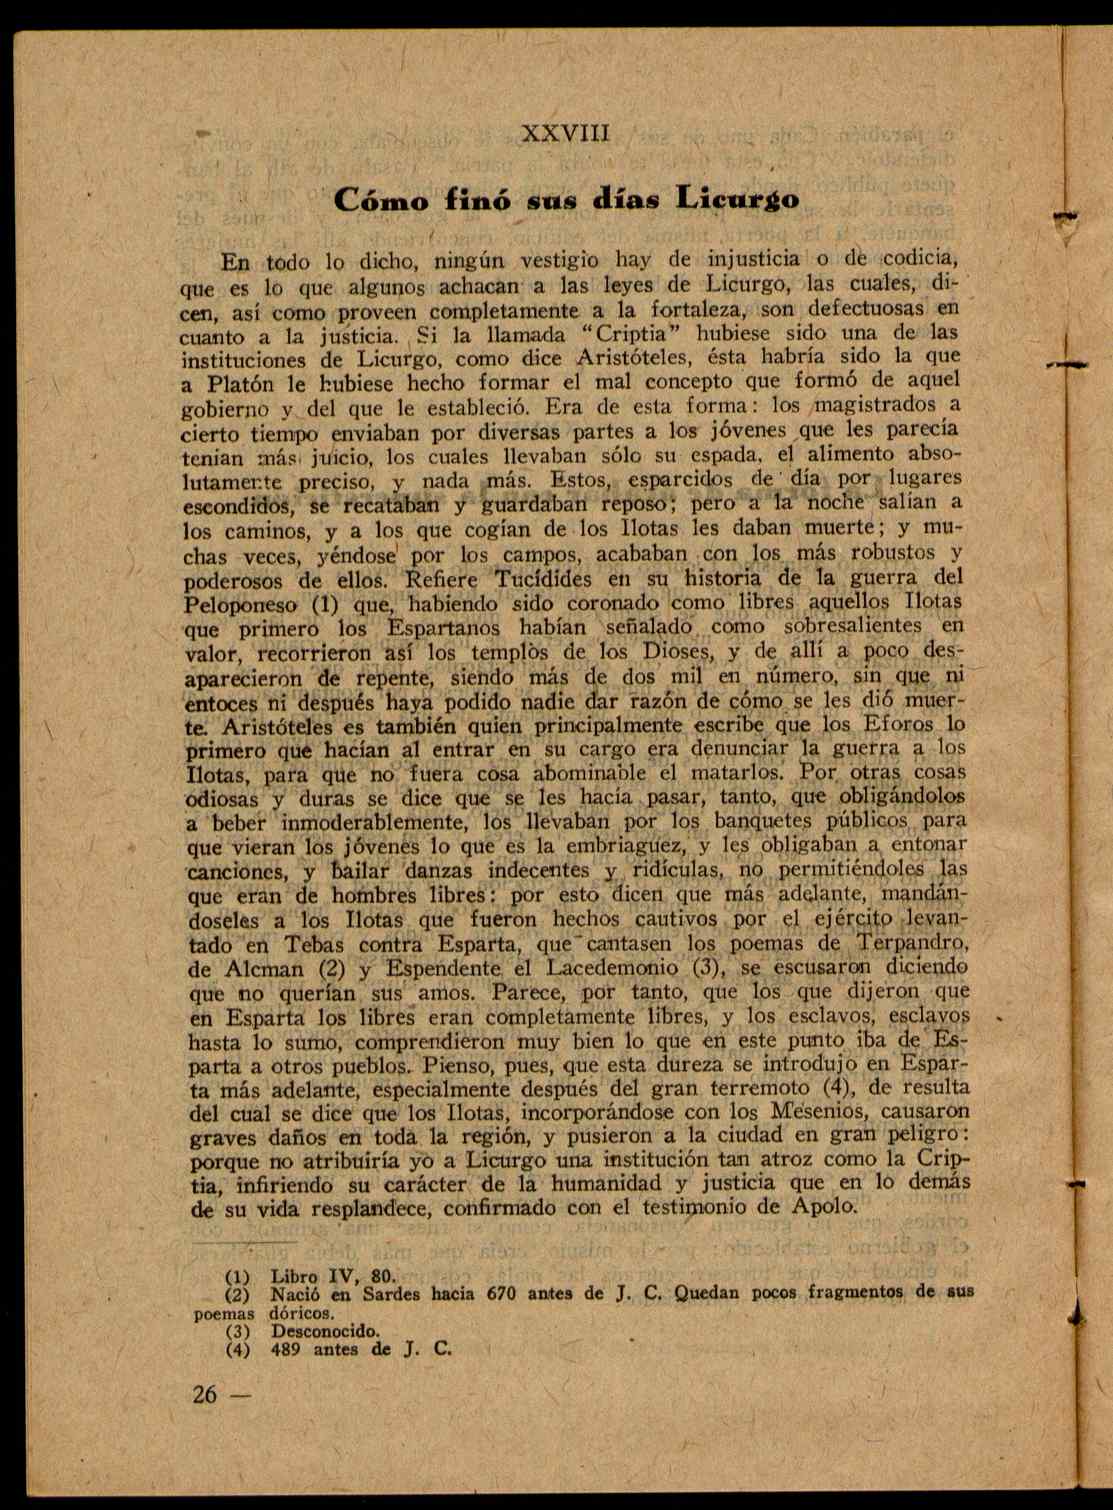 XXVIII
Cómo finó sus días Licurgo
En todo lo dicho, ningún vestigio hay de injusticia o de codicia,
que es lo que algunos achacan a las leyes de Licurgo, las cuales, di-
cen, así como proveen completamente a la fortaleza, son defectuosas en
cuanto a la justicia. Si la llamada "Criptia" hubiese sido una de las
instituciones de Licurgo, como dice Aristóteles, ésta habría sido la que
a Platón le hubiese hecho formar el mal concepto que formó de aquel
gobierno y del que le estableció. Era de esta forma: los magistrados a
cierto tiempo enviaban por diversas partes a los jóvenes que les parecía
tenían más juicio, los cuales llevaban sólo su espada, el alimento abso-
lutamente preciso, y nada más. Estos, esparcidos de día por lugares
escondidos, se recataban y guardaban reposo; pero a la noche salían a
los caminos, y a los que cogían de los Ilotas les daban muerte; y mu-
chas veces, yéndose por los campos, acababan con los más robustos y
poderosos de ellos. Refiere Tucídides en su historia de la guerra del
Peloponeso (1) que, habiendo sido coronado como libres aquellos Ilotas
que primero los Espartanos habían señalado como sobresalientes en
valor, recorrieron así los templos de los Dioses, y de allí a poco des-
aparecieron de repente, siendo más de dos mil en número, sin que ni
entoces ni después haya podido nadie dar razón de cómo se les dió muer-
te. Aristóteles es también quien principalmente escribe que los Eforos lo
primero que hacían al entrar en su cargo era denunciar la guerra a los
Ilotas, para que no fuera cosa abominable el matarlos. Por otras cosas
odiosas y duras se dice que se les hacía pasar, tanto, que obligándolos
a beber inmoderablemente, los llevaban por los banquetes públicos para
que vieran los jóvenes lo que es la embriaguez, y les obligaban a entonar
canciones, y bailar danzas indecentes y ridículas, no permitiéndoles las
que eran de hombres libres: por esto dicen que más adelante, mandán-
doseles a los Ilotas que fueron hechos cautivos por el ejército levan-
tado en Tebas contra Esparta, que cantasen los poemas de Terpandro,
de Alcman (2) y Espendente el Lacedemonio (3), se escusaron diciendo
que no querían sus amos. Parece, por tanto, que los que dijeron que
en Esparta los libres eran completamente libres, y los esclavos, esclavos
hasta lo sumo, comprendieron muy bien lo que en este punto iba de Es-
parta a otros pueblos. Pienso, pues, que esta dureza se introdujo en Espar-
ta más adelante, especialmente después del gran terremoto (4), de resulta
del cual se dice que los Ilotas, incorporándose con los Mesenios, causaron
graves daños en toda la región, y pusieron a la ciudad en gran peligro:
porque no atribuiría yo a Licurgo una institución tan atroz como la Crip-
tia, infiriendo su carácter de la humanidad y justicia que en lo demás
de su vida resplandece, confirmado con el testimonio de Apolo.
(1) Libro IV, 80.
(2) Nació en Sardes hacia 670 antes de J. C. Quedan pocos fragmentos de sus
poemas dóricos.
(3) Desconocido.
(4) 489 antes de J. C.
26 —